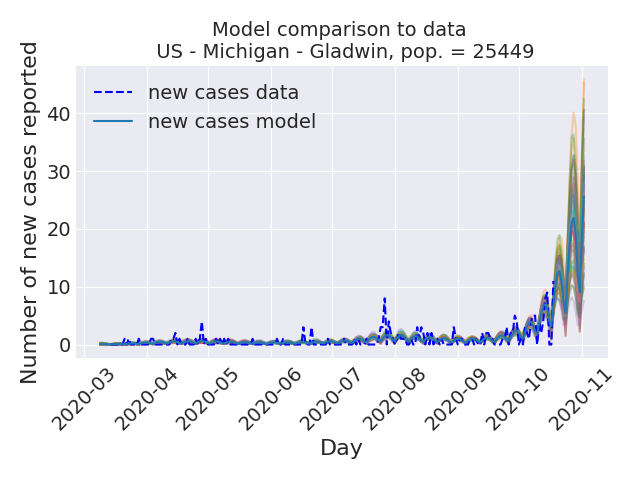 Model comparison to data
US - Michigan - Gladwin, pop. = 25449
Number of new cases reported
new cases data
new cases model
40
30
20
10
0
2020-03
2020-04
2020-05
2020-06
2020-07
2020-08
2020-09
2020-10
2020-11
Day